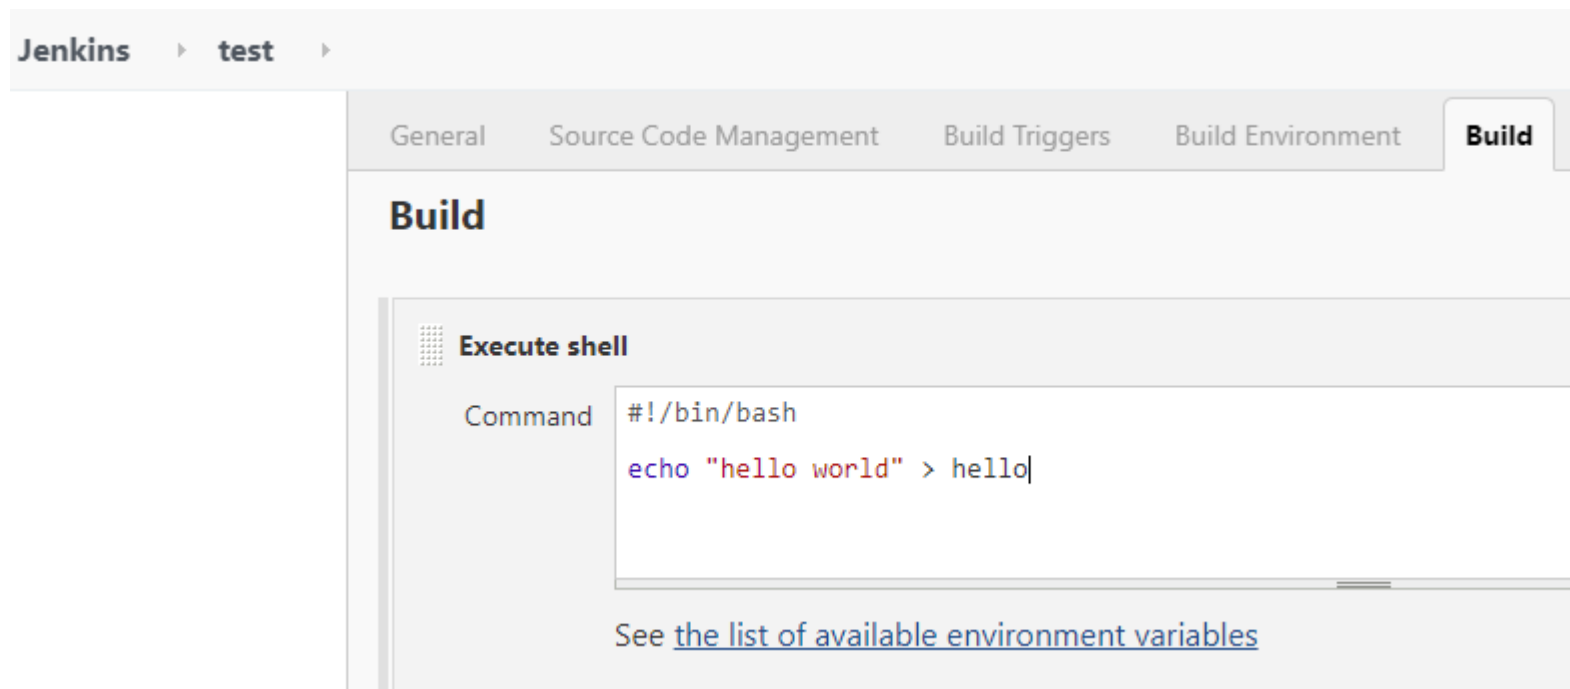 Jenkins test
General Source Code Management Build Triggers Build Environment Build
Build
Execute shell
Command #!/bin/bash
echo "hello world" > hello
See the list of available environment variables